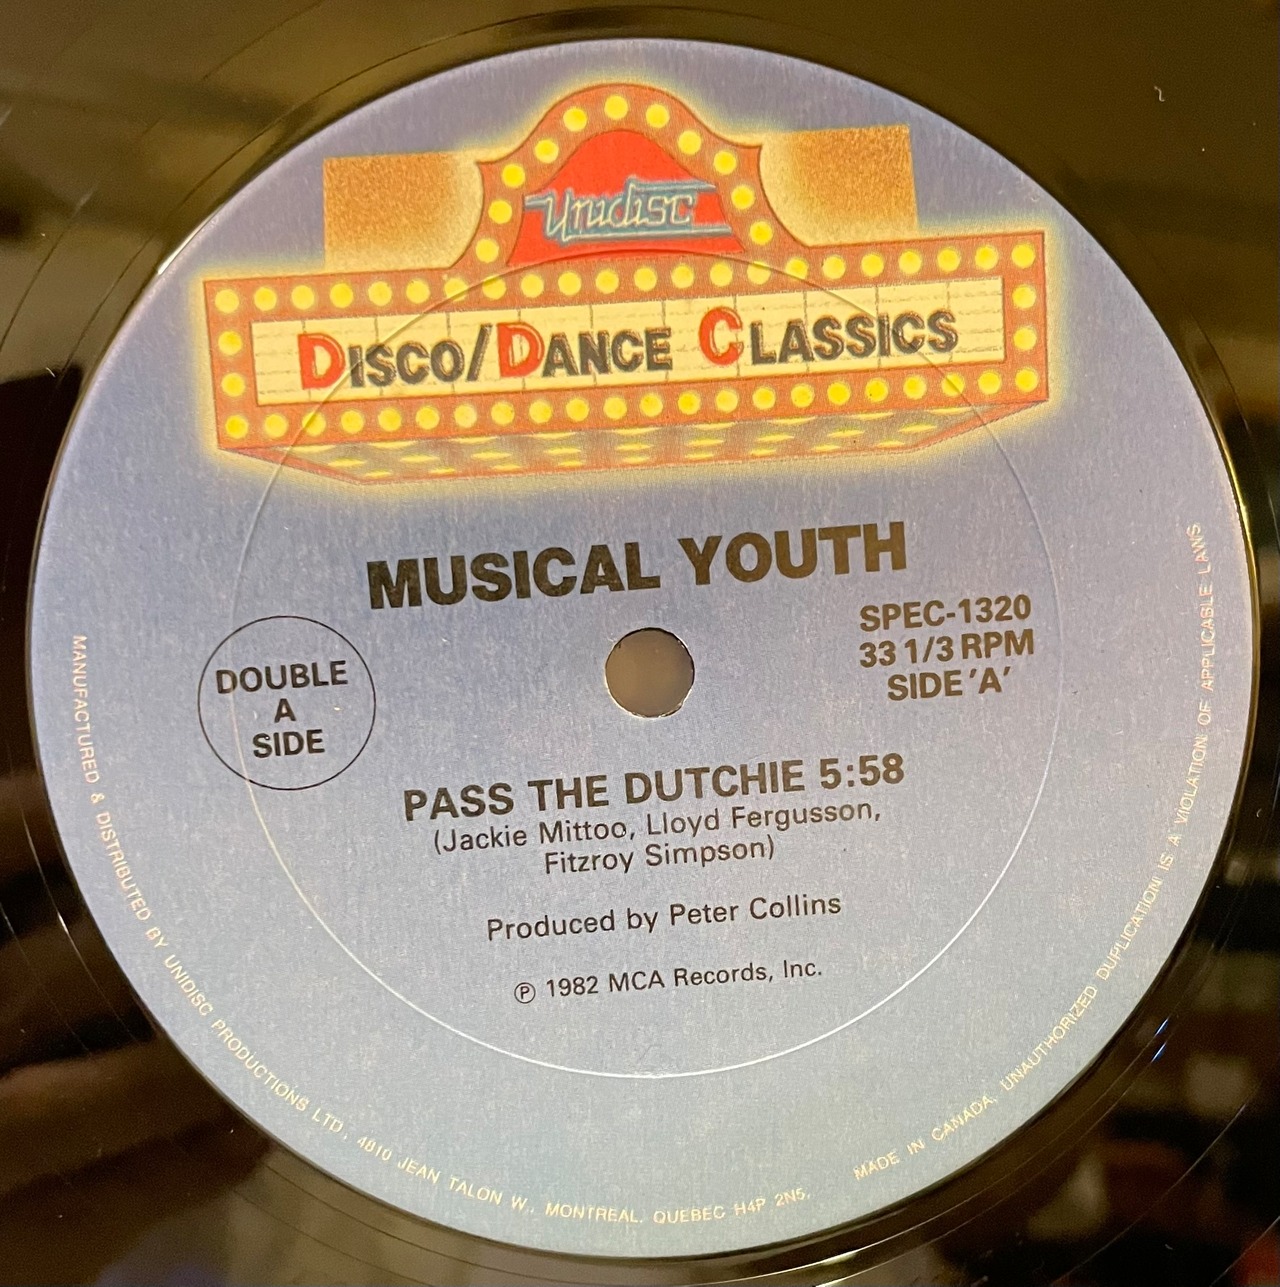 Unidisc
DISCO/DANCE CLASSICS
MUSICAL YOUTH
SPEC-1320
33 1/3 RPM
SIDE 'A'
DOUBLE
A
SIDE
PASS THE DUTCHIE 5:58
(Jackie Mittoo, Lloyd Fergusson,
Fitzroy Simpson)
Produced by Peter Collins
℗ 1982 MCA Records, Inc.
MANUFACTURED & DISTRIBUTED BY UNIDISC PRODUCTIONS LTD. 4810 JEAN TALON W. MONTREAL. QUEBEC H4P 2N5. MADE IN CANADA. UNAUTHORIZED DUPLICATION IS A VIOLATION OF APPLICABLE LAWS